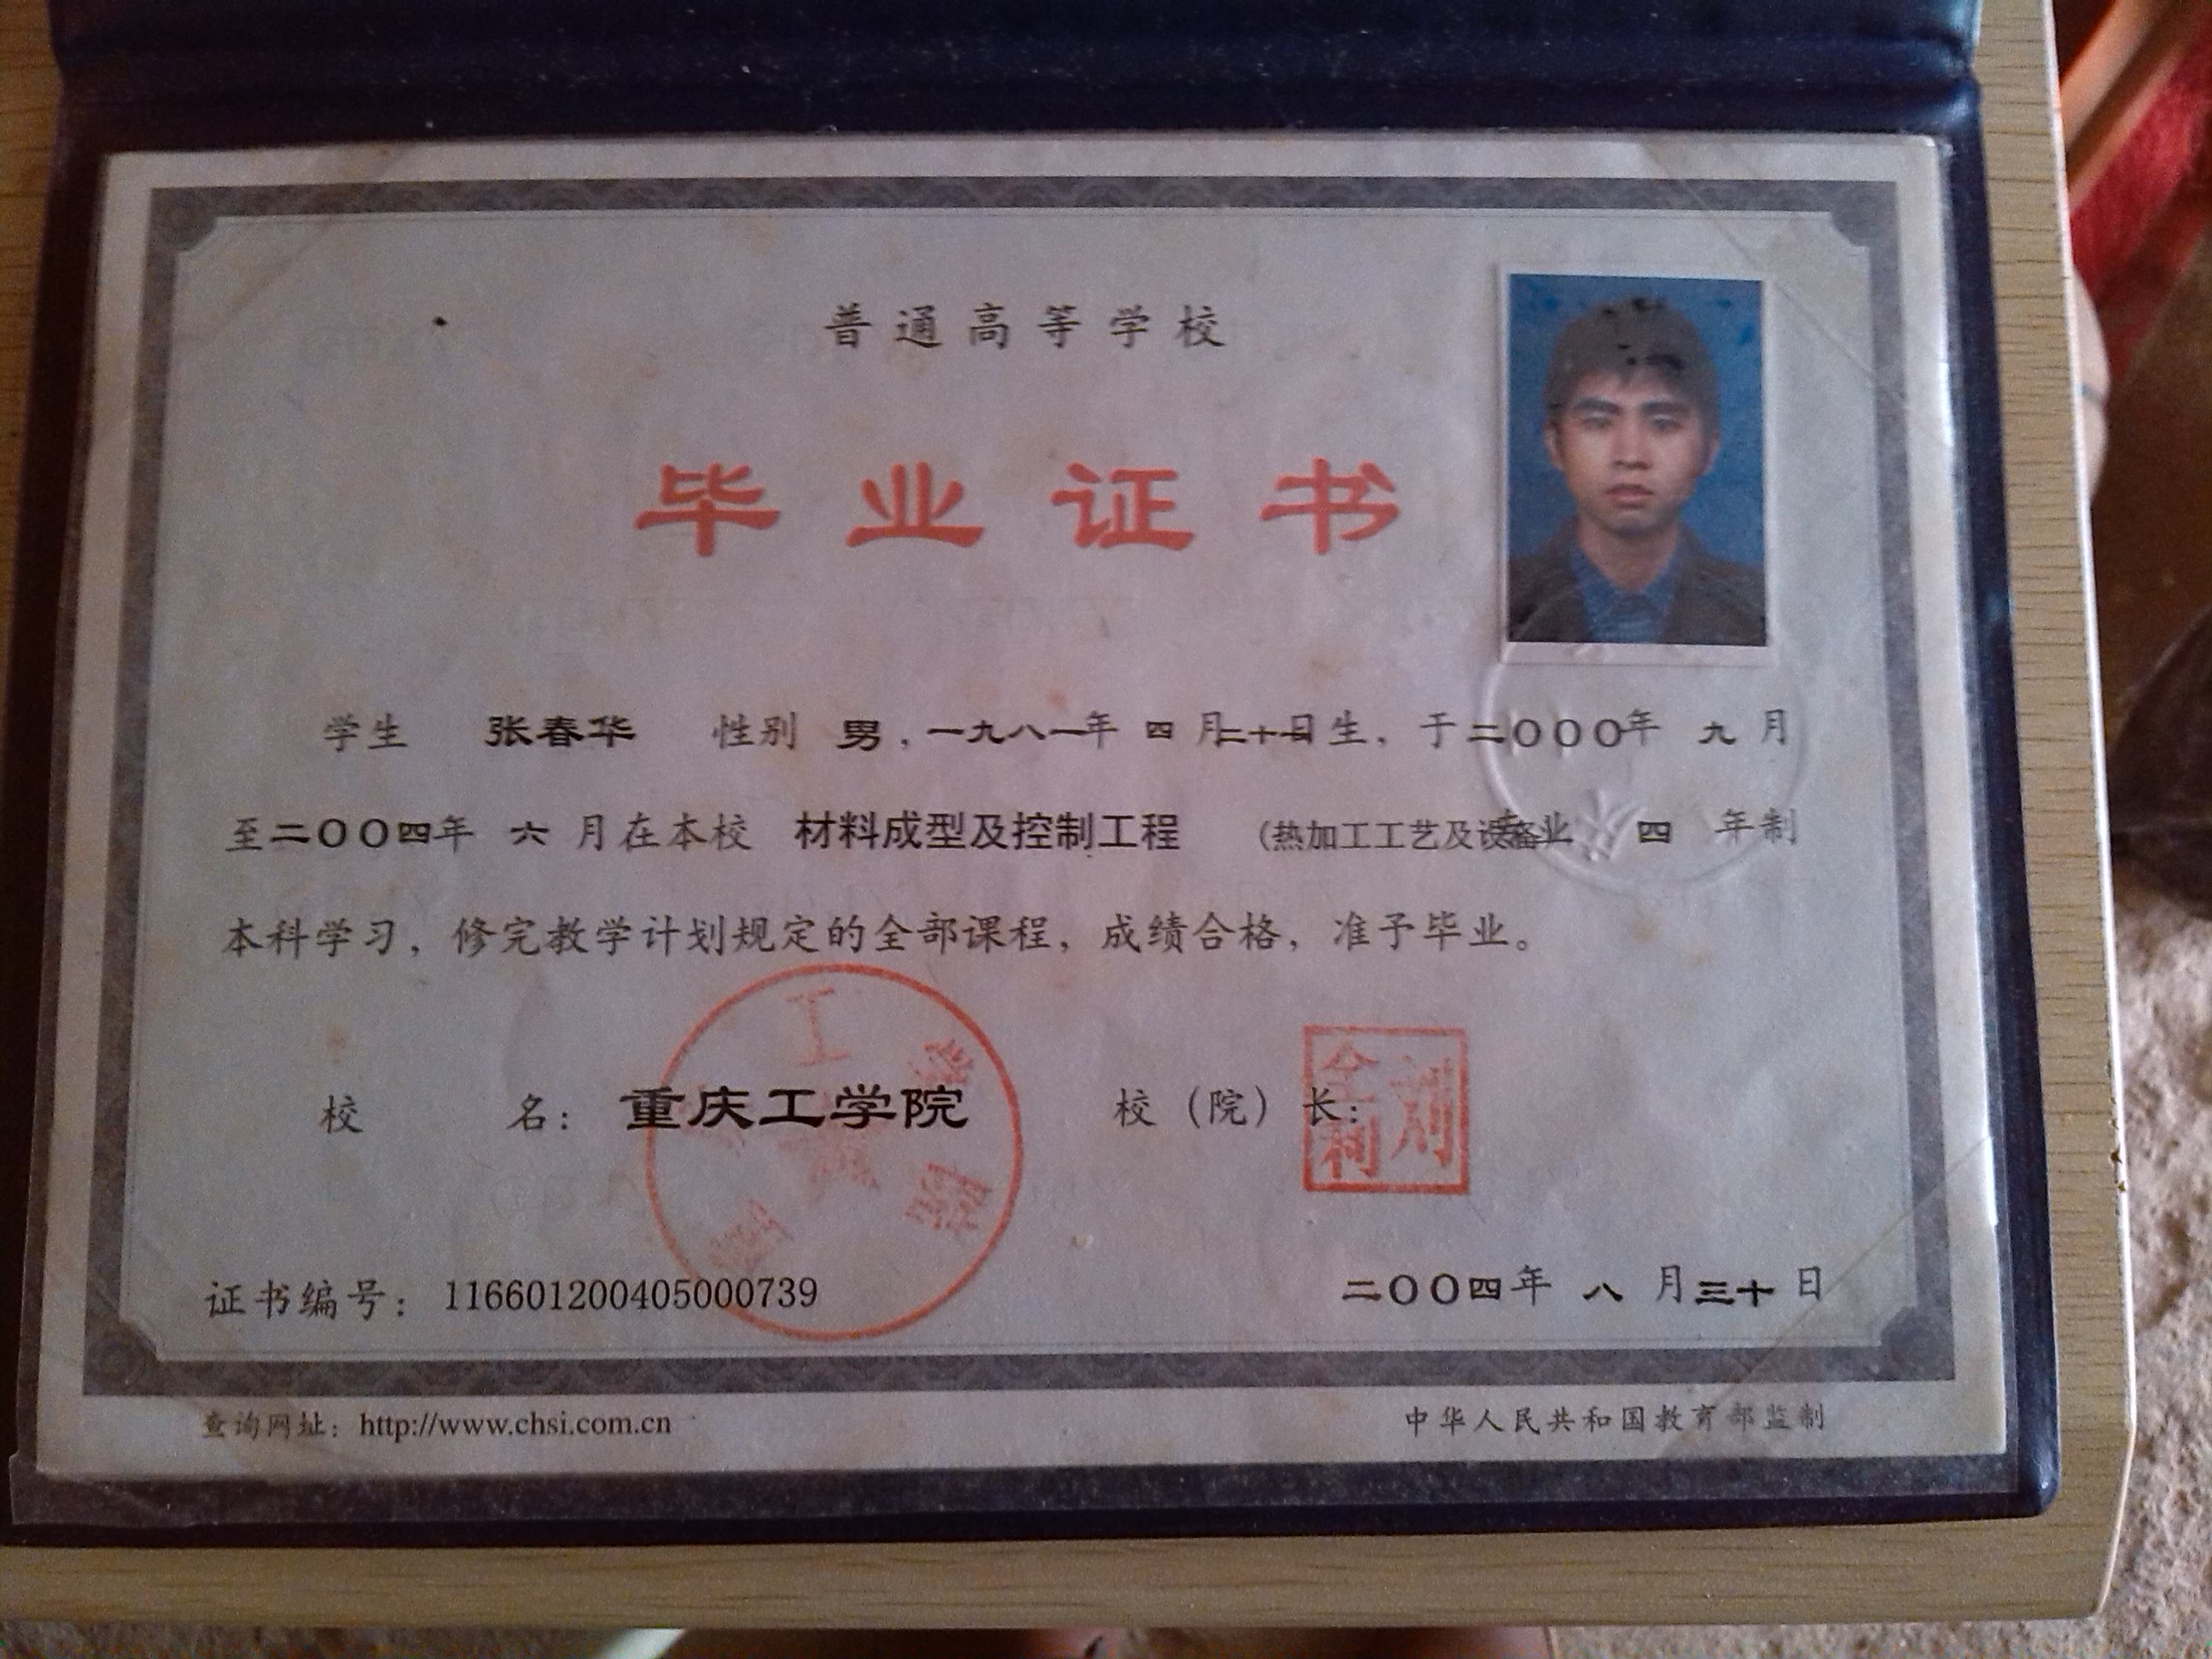 普通高等学校
毕业证书
学生 张春华 性别 男，一九八一年 四 月二十 日生，于二〇〇〇年 九 月
至二〇〇四年 六 月在本校 材料成型及控制工程 (热加工工艺及设备 专业 四 年制
本科学习，修完教学计划规定的全部课程，成绩合格，准予毕业。
校 名：重庆工学院 校（院）长：
刘全利
证书编号：116601200405000739 二〇〇四年 八 月三十 日
查询网址：http://www.chsi.com.cn 中华人民共和国教育部监制